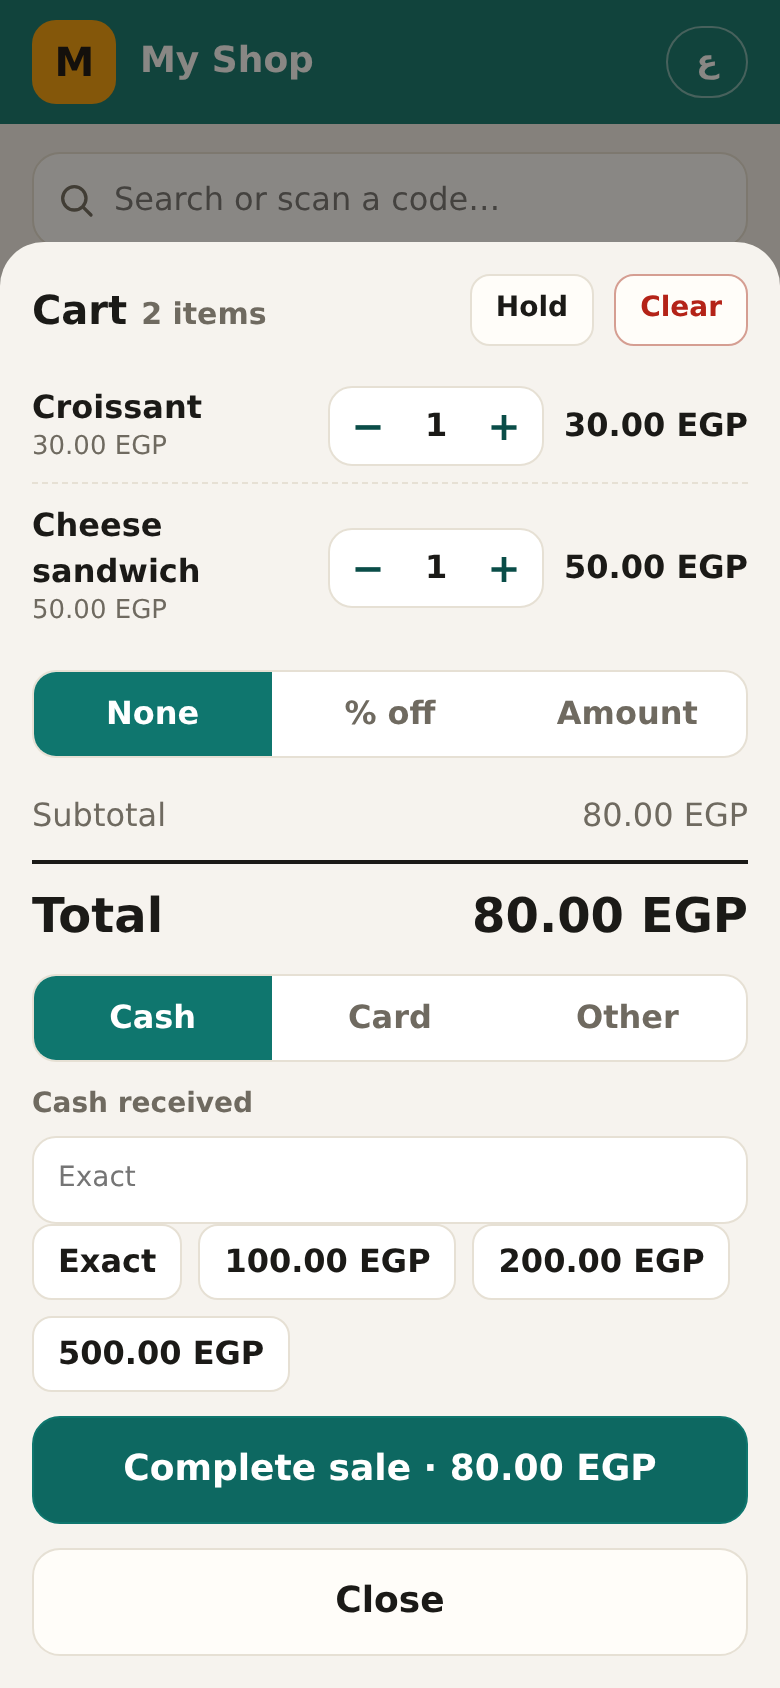 M My Shop ع
Search or scan a code...
Cart 2 items Hold Clear
Croissant
30.00 EGP
− 1 + 30.00 EGP
Cheese
sandwich
50.00 EGP
− 1 + 50.00 EGP
None % off Amount
Subtotal 80.00 EGP
Total 80.00 EGP
Cash Card Other
Cash received
Exact
Exact 100.00 EGP 200.00 EGP
500.00 EGP
Complete sale · 80.00 EGP
Close